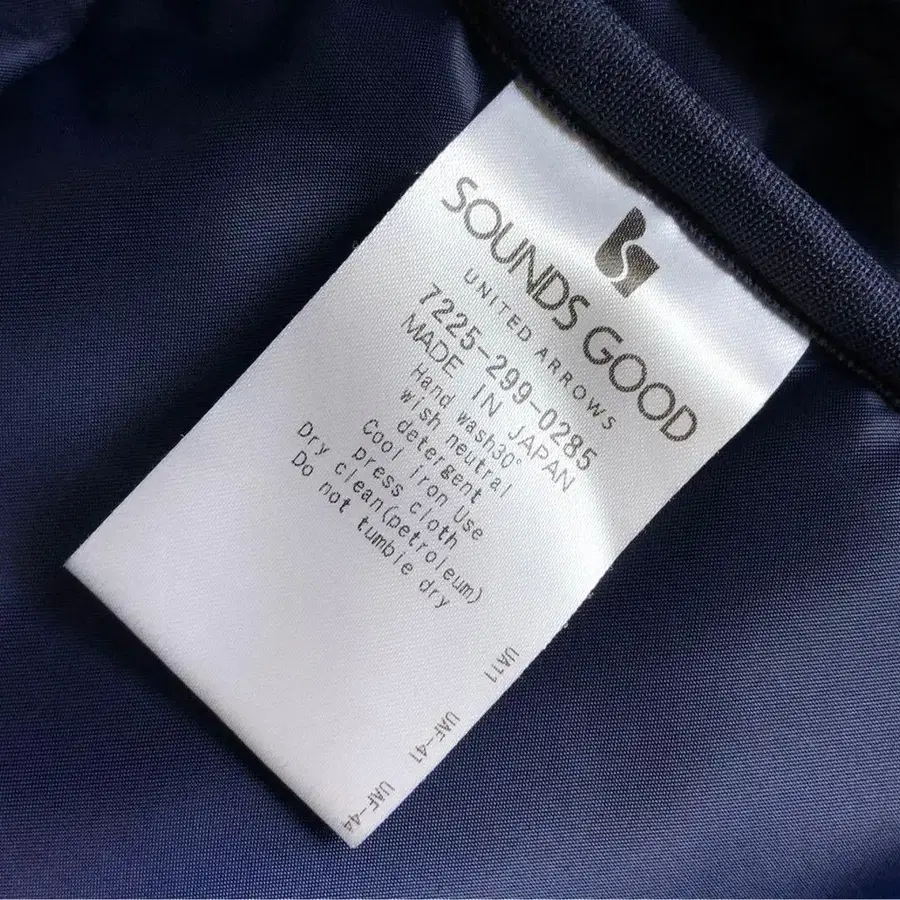 SOUNDS GOOD
UNITED ARROWS
7225-299-0285
MADE IN JAPAN
Hand wash30°
wish neutral
detergent
Cool iron Use
press cloth
Dry clean(petroleum)
Do not tumble dry
UA11
UAF-41
UAF-44